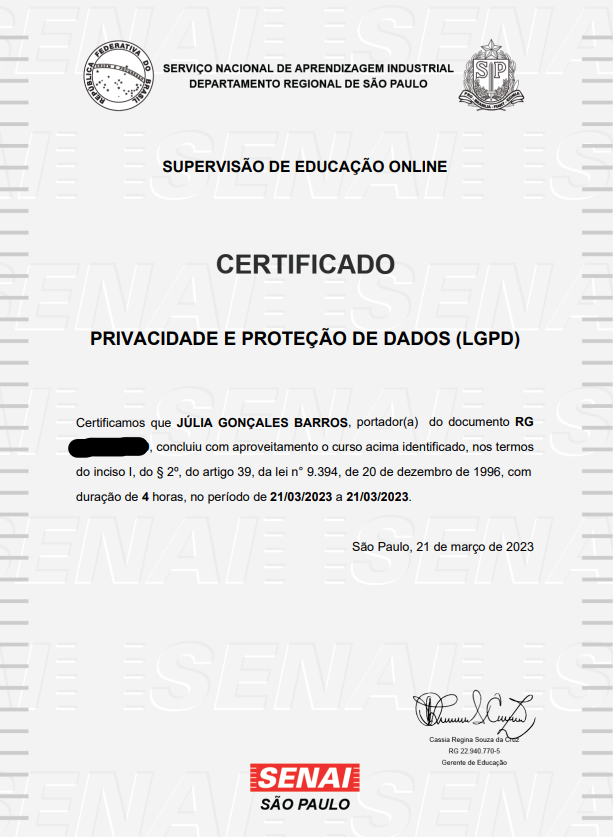 REPÚBLICA FEDERATIVA DO BRASIL
SERVIÇO NACIONAL DE APRENDIZAGEM INDUSTRIAL
DEPARTAMENTO REGIONAL DE SÃO PAULO
SP
SUPERVISÃO DE EDUCAÇÃO ONLINE
CERTIFICADO
PRIVACIDADE E PROTEÇÃO DE DADOS (LGPD)
Certificamos que JÚLIA GONÇALES BARROS, portador(a) do documento RG
, concluiu com aproveitamento o curso acima identificado, nos termos
do inciso I, do § 2º, do artigo 39, da lei n° 9.394, de 20 de dezembro de 1996, com
duração de 4 horas, no período de 21/03/2023 a 21/03/2023.
São Paulo, 21 de março de 2023
Cassia Regina Souza da Cruz
RG 22.940.770-5
Gerente de Educação
SENAI
SÃO PAULO